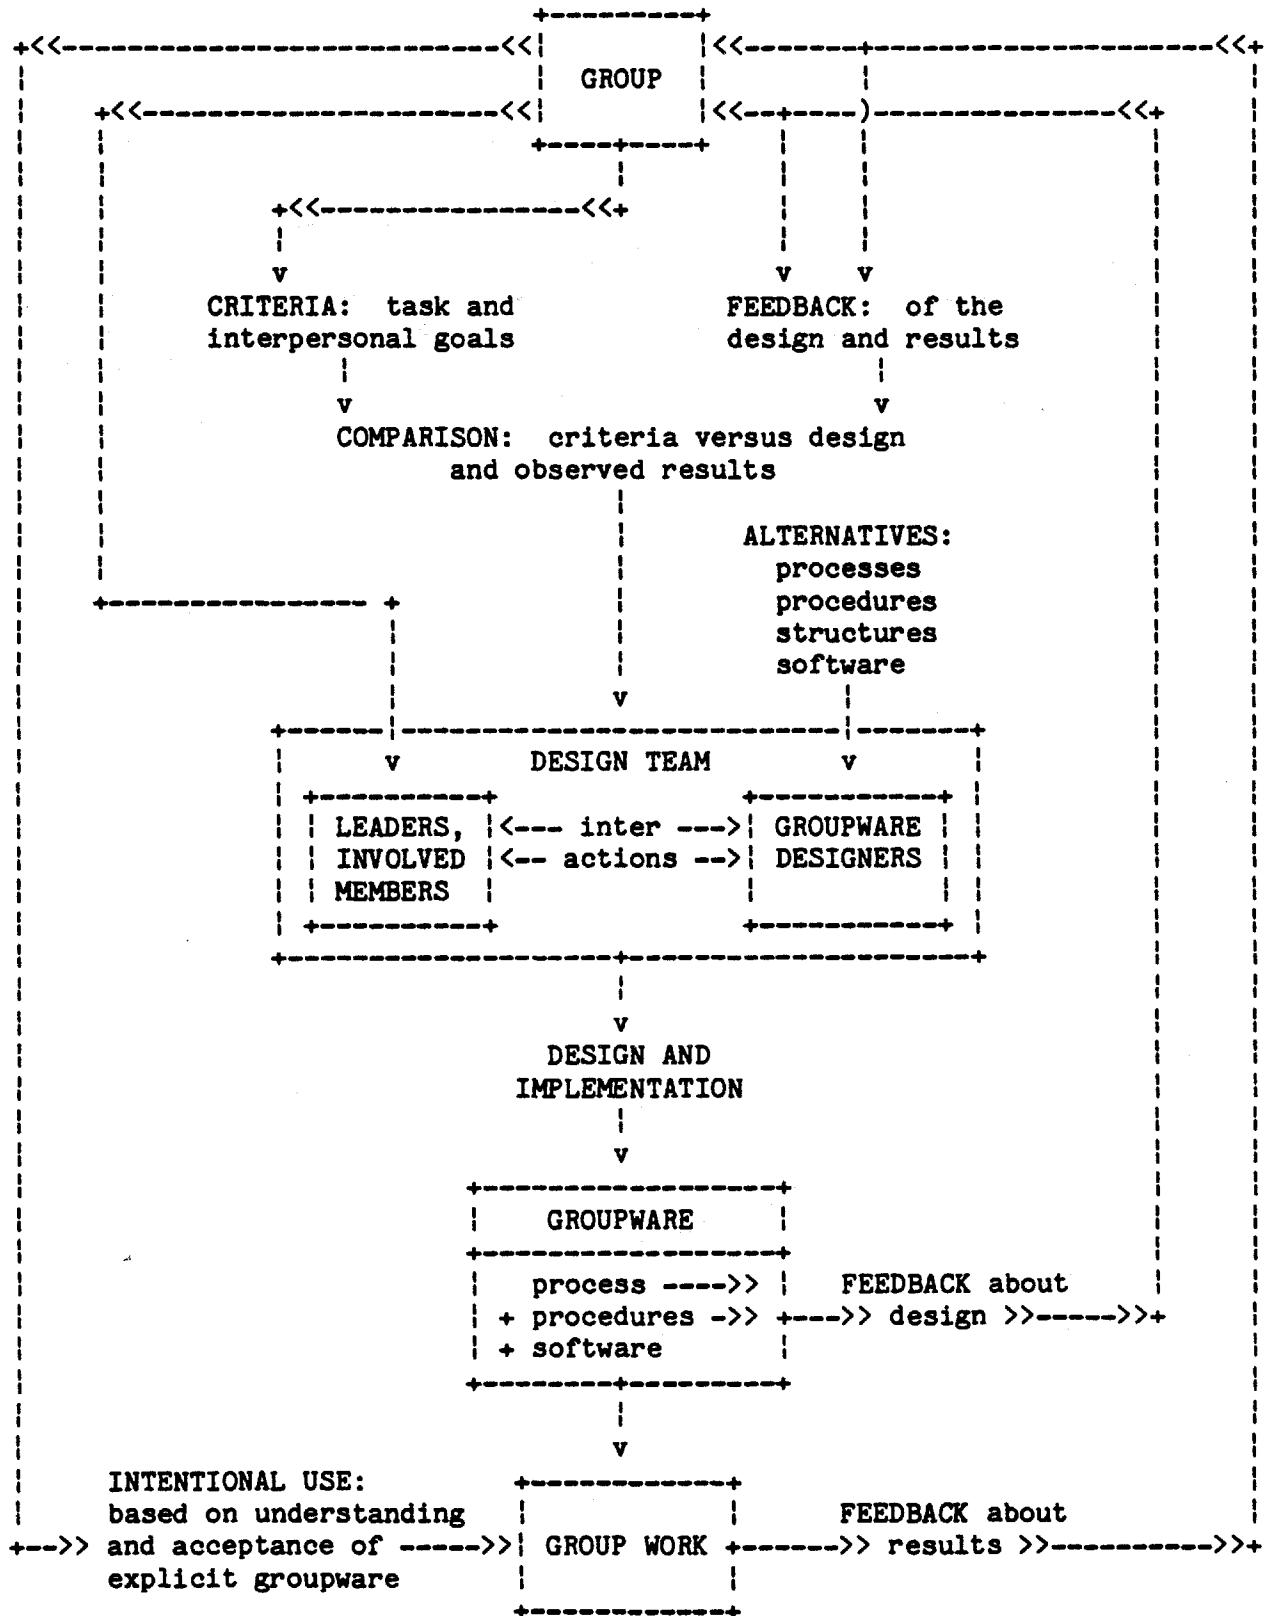 GROUP
CRITERIA: task and
interpersonal goals
FEEDBACK: of the
design and results
COMPARISON: criteria versus design
and observed results
ALTERNATIVES:
processes
procedures
structures
software
DESIGN TEAM
LEADERS,
INVOLVED
MEMBERS
inter
actions
GROUPWARE
DESIGNERS
DESIGN AND
IMPLEMENTATION
GROUPWARE
process
+ procedures
+ software
FEEDBACK about
design
INTENTIONAL USE:
based on understanding
and acceptance of
explicit groupware
GROUP WORK
FEEDBACK about
results